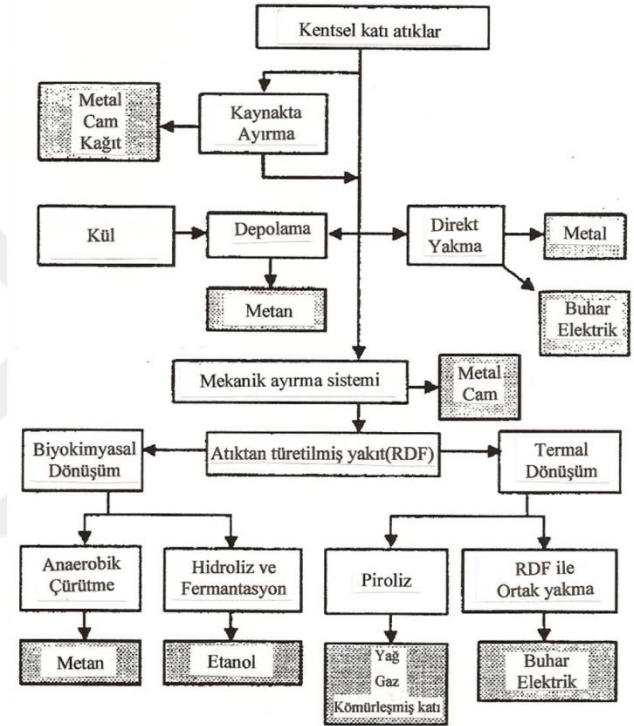 Kentsel katı atıklar
Metal
Cam
Kağıt
Kaynakta
Ayırma
Kül
Depolama
Direkt
Yakma
Metal
Metan
Buhar
Elektrik
Mekanik ayırma sistemi
Metal
Cam
Biyokimyasal
Dönüşüm
Atıktan türetilmiş yakıt(RDF)
Termal
Dönüşüm
Anaerobik
Çürütme
Hidroliz ve
Fermantasyon
Piroliz
RDF ile
Ortak yakma
Metan
Etanol
Yağ
Gaz
Kömürleşmiş katı
Buhar
Elektrik